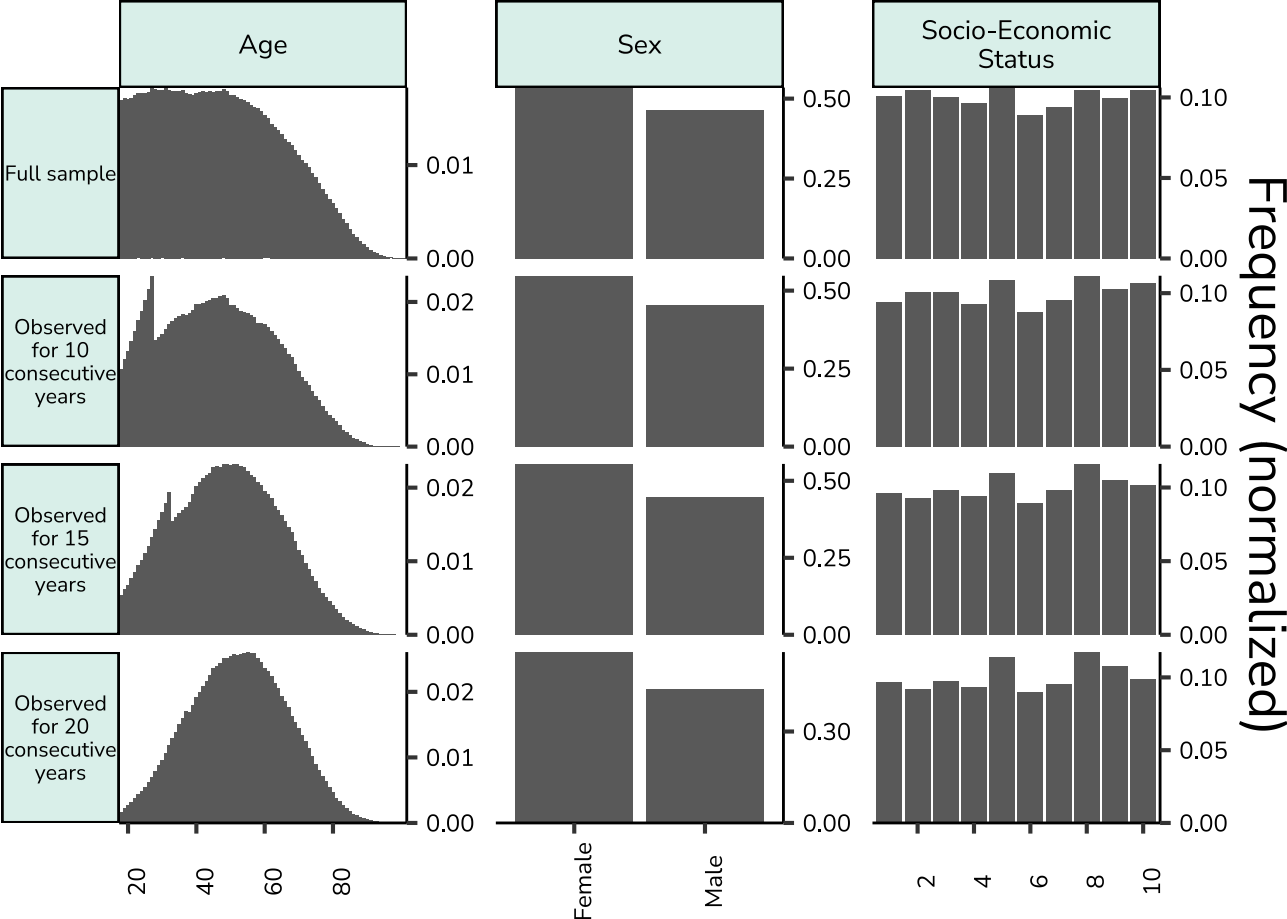 Age
Sex
Socio-Economic
Status
Full sample
0.01
0.00
0.50
0.25
0.00
0.10
0.05
0.00
Observed
for 10
consecutive
years
0.02
0.01
0.00
0.50
0.25
0.00
0.10
0.05
0.00
Observed
for 15
consecutive
years
0.02
0.01
0.00
0.50
0.25
0.00
0.10
0.05
0.00
Observed
for 20
consecutive
years
0.02
0.01
0.00
0.30
0.00
0.10
0.05
0.00
20
40
60
80
Female
Male
2
4
6
8
10
Frequency (normalized)